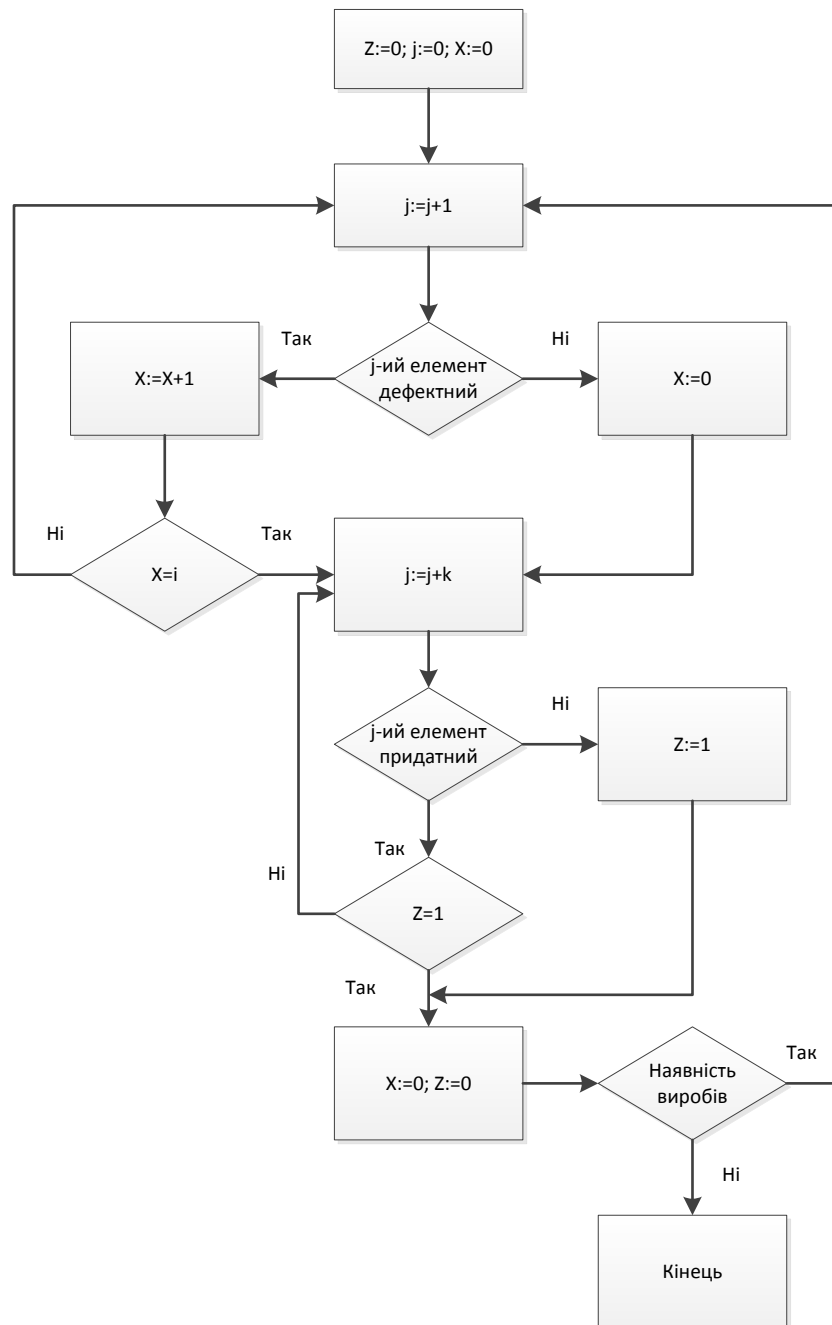 Z:=0; j:=0; X:=0
j:=j+1
Так
Ні
X:=X+1
j-ий елемент
дефектний
X:=0
Ні
Так
X=i
j:=j+k
Ні
j-ий елемент
придатний
Z:=1
Так
Ні
Z=1
Так
X:=0; Z:=0
Наявність
виробів
Так
Ні
Кінець